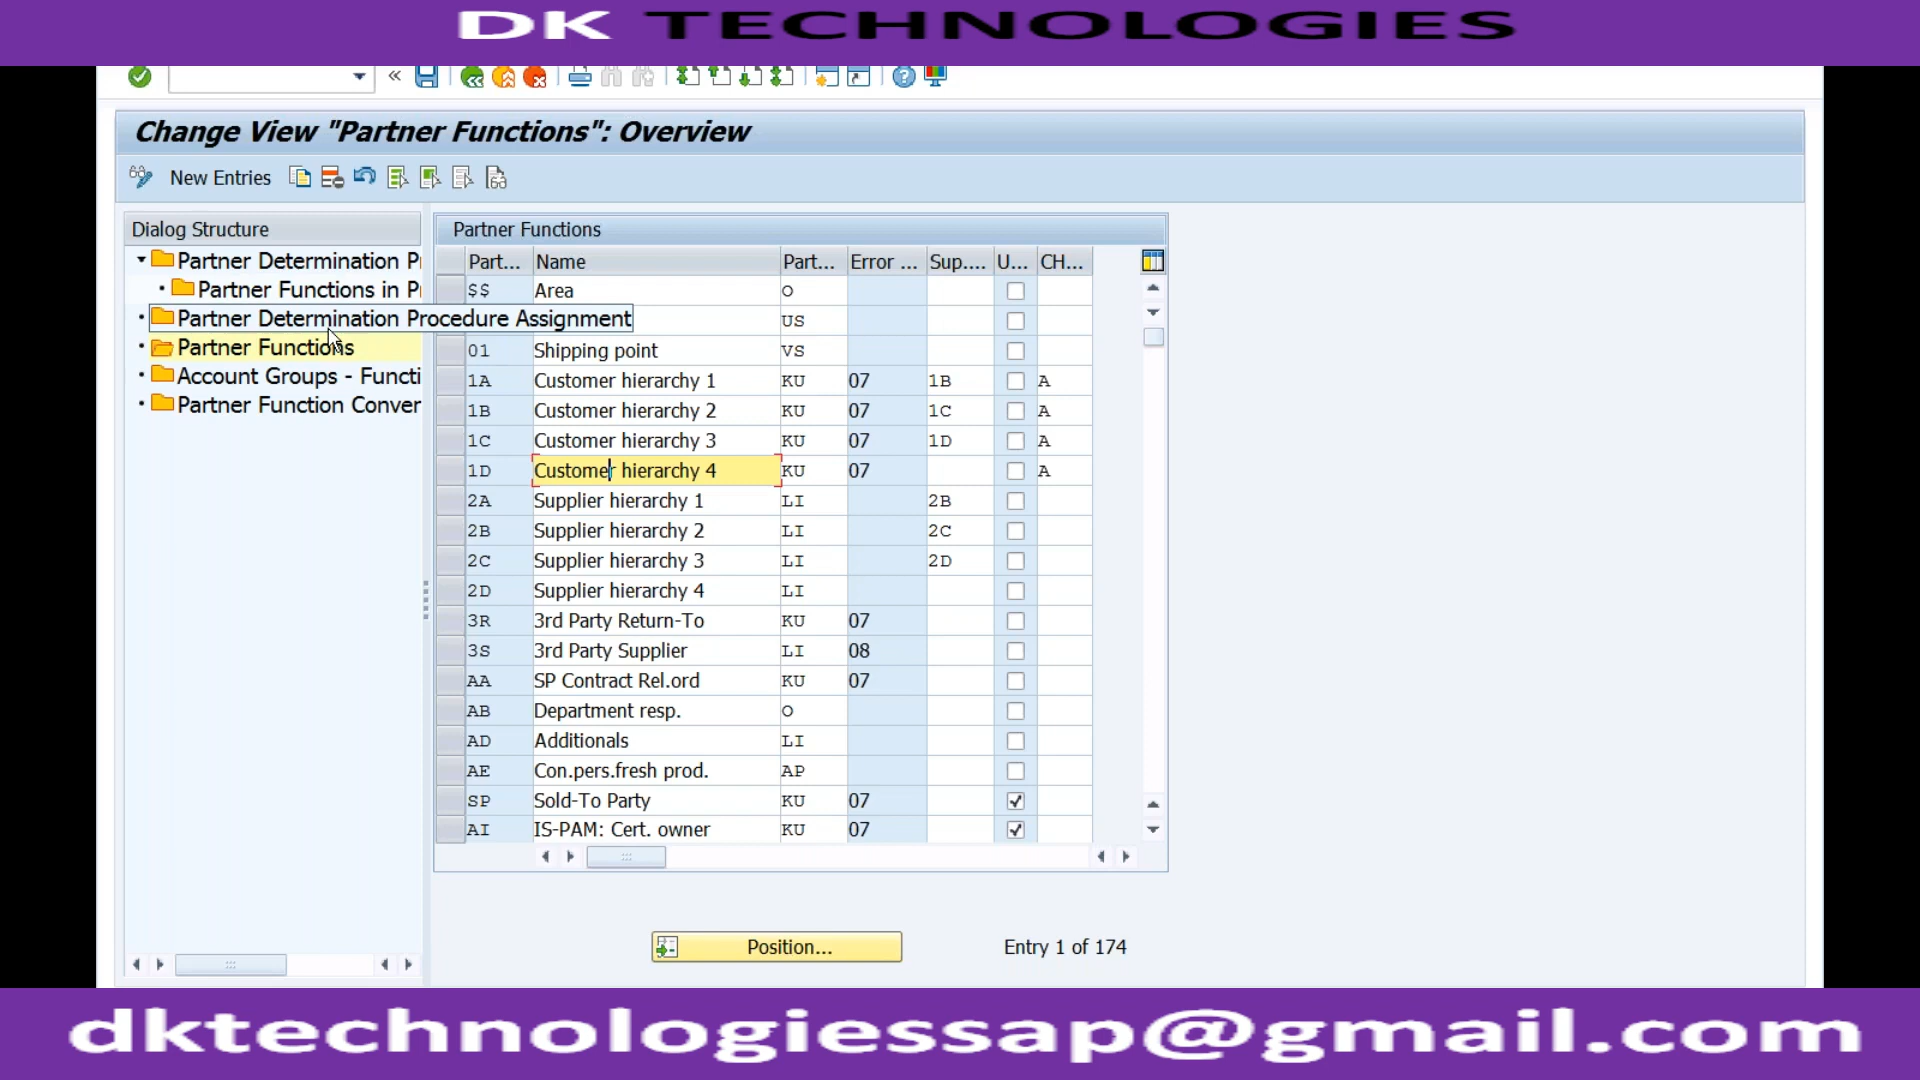 DK TECHNOLOGIES
«
Change View "Partner Functions": Overview
New Entries
Dialog Structure
Partner Determination Pr
Partner Functions in Pr
Partner Determination Procedure Assignment
Partner Functions
Account Groups - Functi
Partner Function Conver
Partner Functions
Part... Name Part... Error ... Sup.... U... CH...
$$ Area O
US
01 Shipping point VS
1A Customer hierarchy 1 KU 07 1B A
1B Customer hierarchy 2 KU 07 1C A
1C Customer hierarchy 3 KU 07 1D A
1D Customer hierarchy 4 KU 07 A
2A Supplier hierarchy 1 LI 2B
2B Supplier hierarchy 2 LI 2C
2C Supplier hierarchy 3 LI 2D
2D Supplier hierarchy 4 LI
3R 3rd Party Return-To KU 07
3S 3rd Party Supplier LI 08
AA SP Contract Rel.ord KU 07
AB Department resp. O
AD Additionals LI
AE Con.pers.fresh prod. AP
SP Sold-To Party KU 07
AI IS-PAM: Cert. owner KU 07
Position... Entry 1 of 174
dktechnologiessap@gmail.com